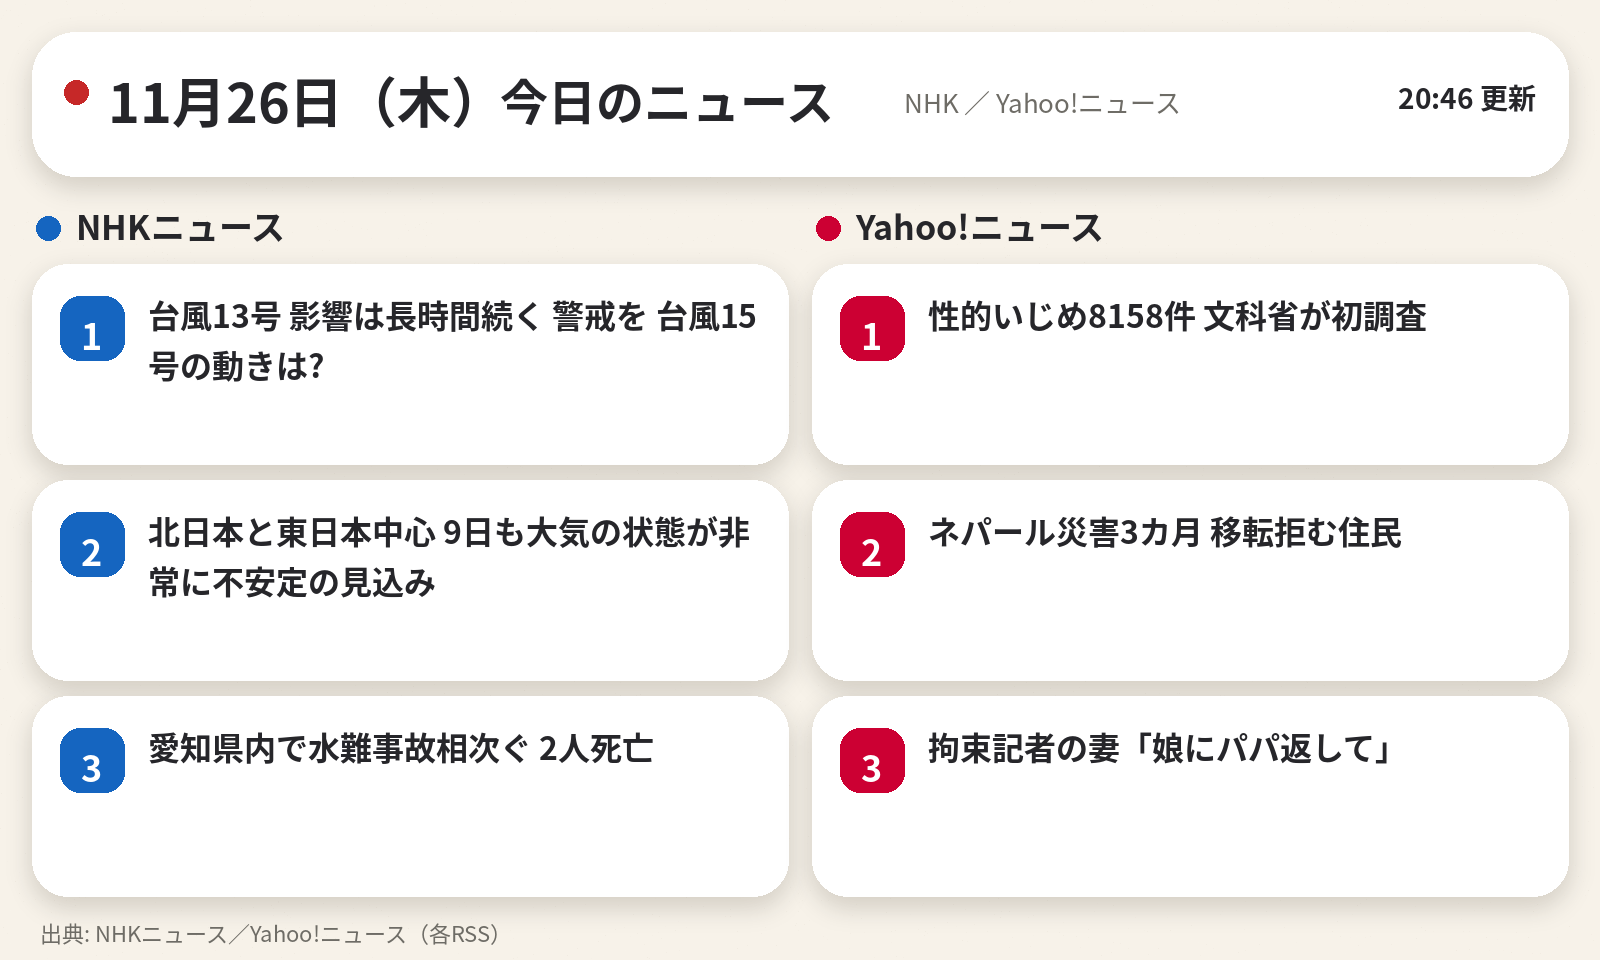 11月26日（木）今日のニュース
NHK ／ Yahoo!ニュース
20:46 更新
NHKニュース
1
台風13号 影響は長時間続く 警戒を 台風15
号の動きは?
2
北日本と東日本中心 9日も大気の状態が非
常に不安定の見込み
3
愛知県内で水難事故相次ぐ 2人死亡
Yahoo!ニュース
1
性的いじめ8158件 文科省が初調査
2
ネパール災害3カ月 移転拒む住民
3
拘束記者の妻「娘にパパ返して」
出典: NHKニュース／Yahoo!ニュース（各RSS）